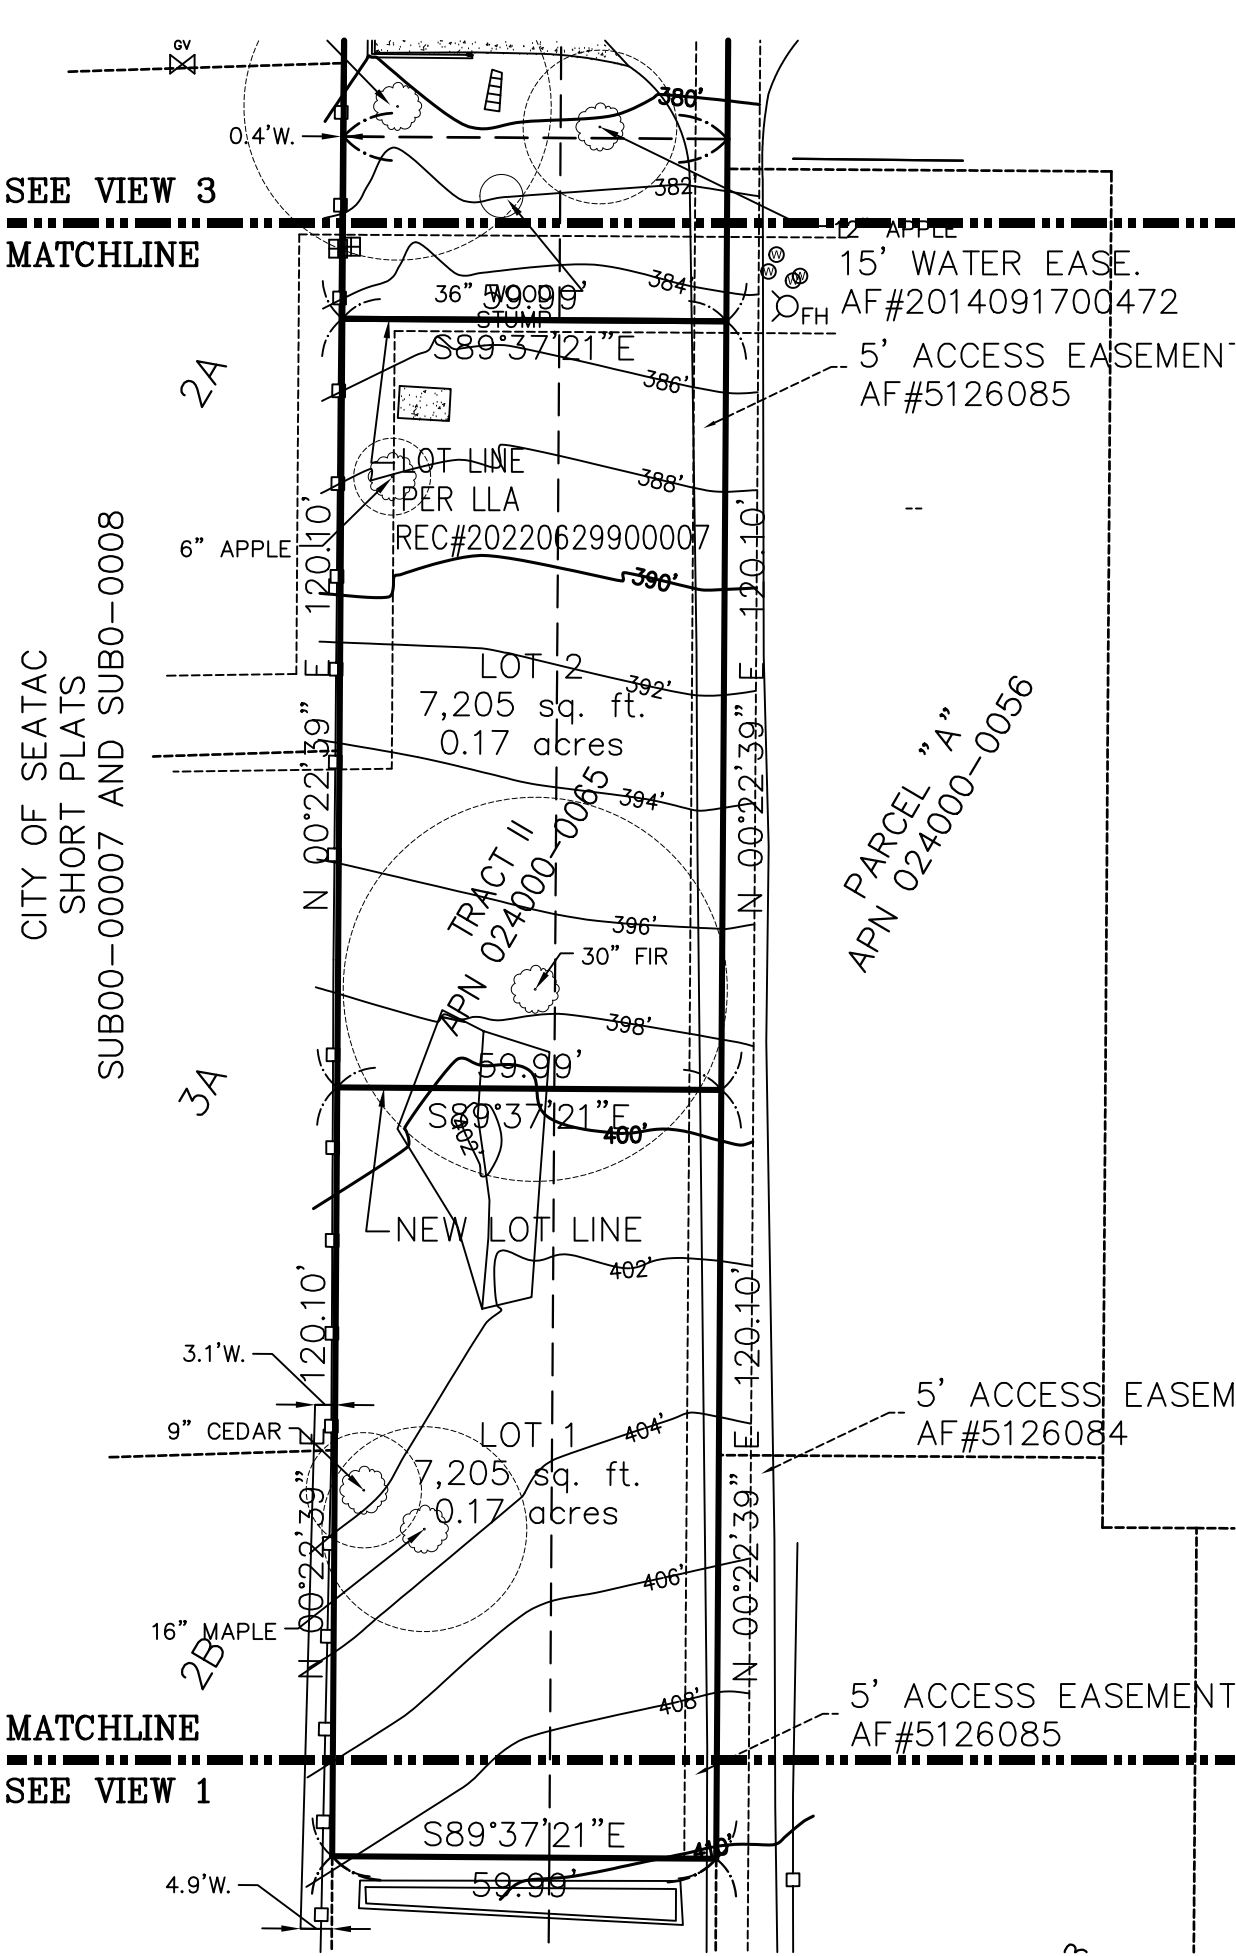 GV
380'
0.4'W.
382'
SEE VIEW 3
12" APPLE
MATCHLINE
15' WATER EASE.
AF#2014091700472
384'
36" WOOD
STUMP
59.99'
FH
S89°37'21"E
5' ACCESS EASEMENT
AF#5126085
2A
386'
LOT LINE
PER LLA
REC#20220629900007
388'
6" APPLE
390'
N 00°22'39" E 120.10'
N 00°22'39" E 120.10'
CITY OF SEATAC
SHORT PLATS
SUB00-00007 AND SUB0-0008
LOT 2
7,205 sq. ft.
0.17 acres
392'
394'
TRACT II
APN 024000-0065
PARCEL "A"
APN 024000-0056
396'
30" FIR
398'
59.99'
S89°37'21"E
3A
400'
402'
NEW LOT LINE
402'
3.1'W.
N 00°22'39" E 120.10'
N 00°22'39" E 120.10'
5' ACCESS EASEM
AF#5126084
9" CEDAR
LOT 1
7,205 sq. ft.
0.17 acres
404'
406'
16" MAPLE
2B
408'
5' ACCESS EASEMENT
AF#5126085
MATCHLINE
SEE VIEW 1
S89°37'21"E
410'
59.99'
4.9'W.